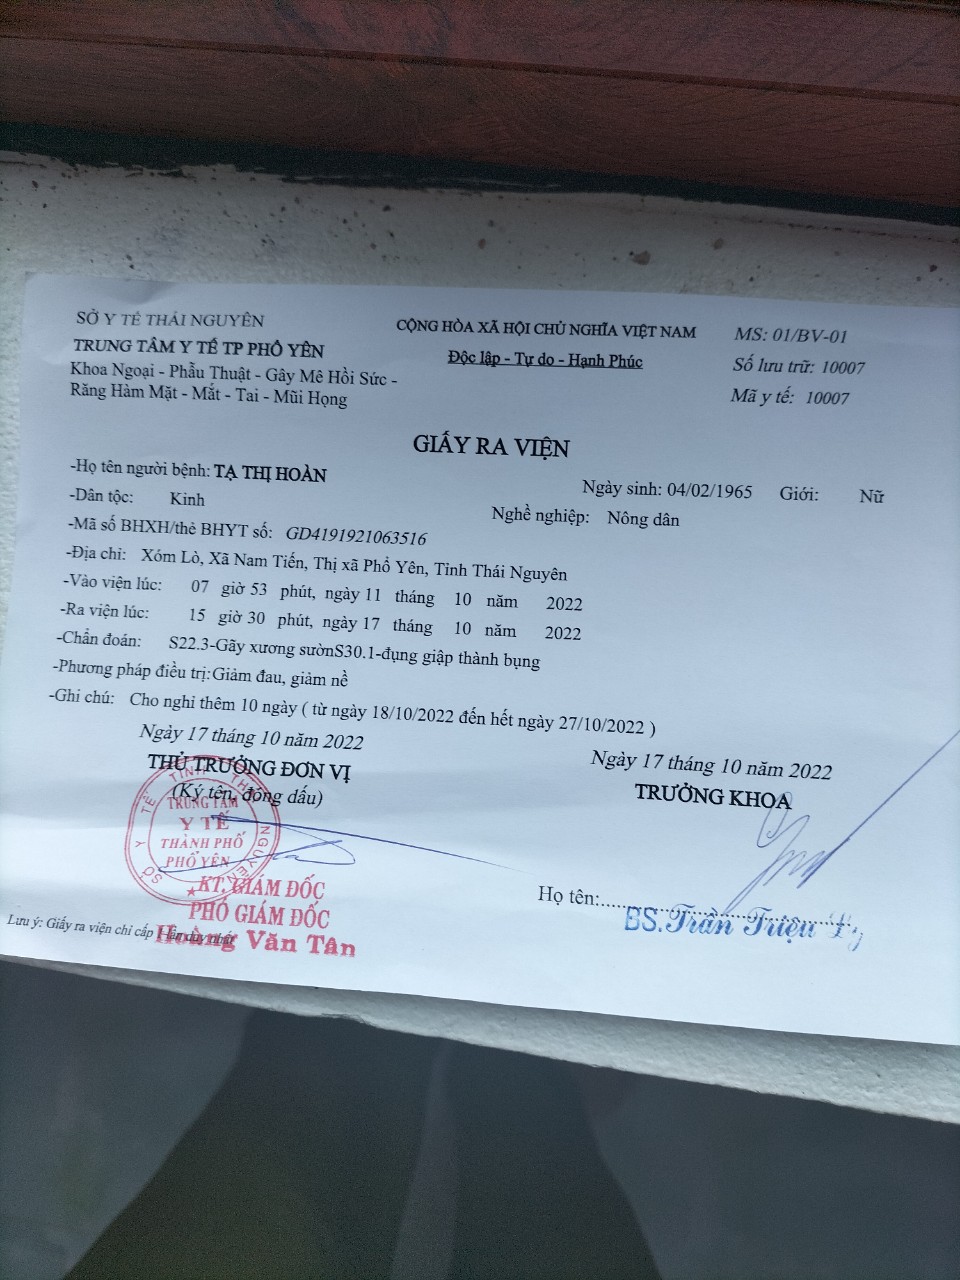 SỞ Y TẾ THÁI NGUYÊN
TRUNG TÂM Y TẾ TP PHỔ YÊN
Khoa Ngoại - Phẫu Thuật - Gây Mê Hồi Sức -
Răng Hàm Mặt - Mắt - Tai - Mũi Họng
CỘNG HÒA XÃ HỘI CHỦ NGHĨA VIỆT NAM
Độc lập - Tự do - Hạnh Phúc
MS: 01/BV-01
Số lưu trữ: 10007
Mã y tế: 10007
GIẤY RA VIỆN
-Họ tên người bệnh: TẠ THỊ HOÀN Ngày sinh: 04/02/1965 Giới: Nữ
-Dân tộc: Kinh Nghề nghiệp: Nông dân
-Mã số BHXH/thẻ BHYT số: GD4191921063516
-Địa chỉ: Xóm Lò, Xã Nam Tiến, Thị xã Phổ Yên, Tỉnh Thái Nguyên
-Vào viện lúc: 07 giờ 53 phút, ngày 11 tháng 10 năm 2022
-Ra viện lúc: 15 giờ 30 phút, ngày 17 tháng 10 năm 2022
-Chẩn đoán: S22.3-Gãy xương sườnS30.1-đụng giập thành bụng
-Phương pháp điều trị:Giảm đau, giảm nề
-Ghi chú: Cho nghỉ thêm 10 ngày ( từ ngày 18/10/2022 đến hết ngày 27/10/2022 )
Ngày 17 tháng 10 năm 2022
THỦ TRƯỞNG ĐƠN VỊ
(Ký tên, đóng dấu)
SỞ Y TẾ TỈNH THÁI NGUYÊN
TRUNG TÂM
Y TẾ
THÀNH PHỐ
PHỔ YÊN
KT. GIÁM ĐỐC
PHÓ GIÁM ĐỐC
Hoàng Văn Tân
Ngày 17 tháng 10 năm 2022
TRƯỞNG KHOA
Họ tên:
BS. Trần Triệu
Lưu ý: Giấy ra viện chỉ cấp 1 lần duy nhất